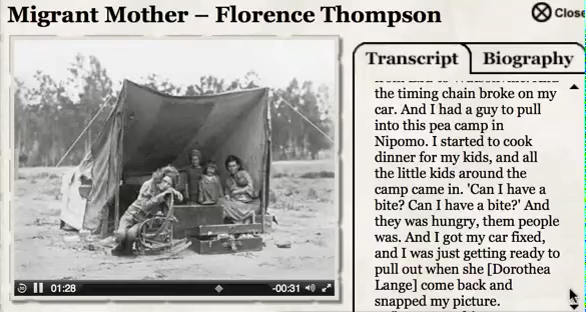 Migrant Mother – Florence Thompson
Close
Transcript
Biography
the timing chain broke on my
car. And I had a guy to pull
into this pea camp in
Nipomo. I started to cook
dinner for my kids, and all
the little kids around the
camp came in. 'Can I have a
bite? Can I have a bite?' And
they was hungry, them people
was. And I got my car fixed,
and I was just getting ready to
pull out when she [Dorothea
Lange] come back and
snapped my picture.
01:28
-00:31